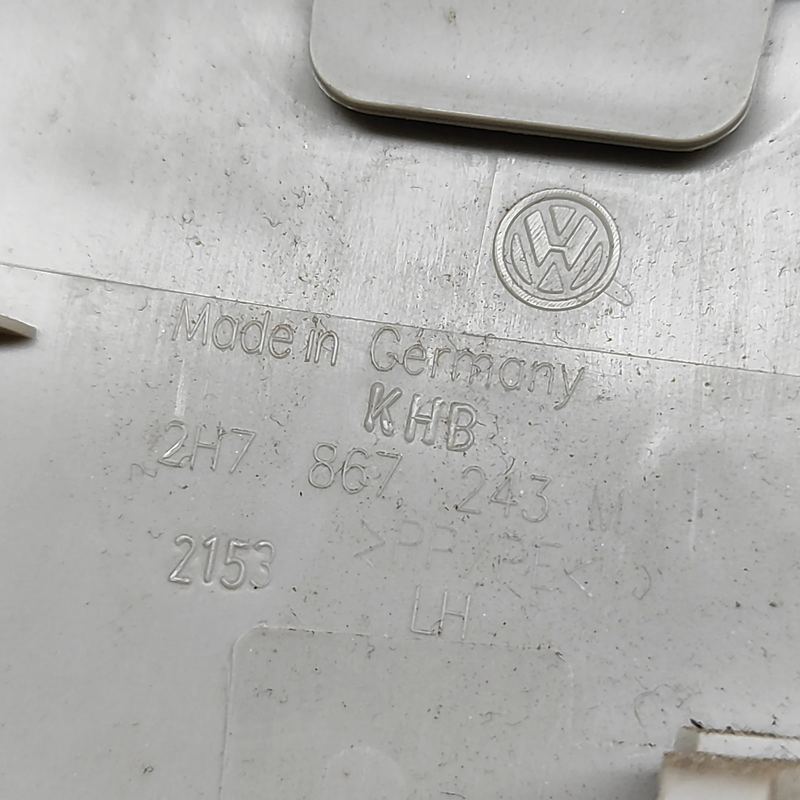 Made in Germany
KHB
2H7 867 243 M
2153
>PP/PE<
LH